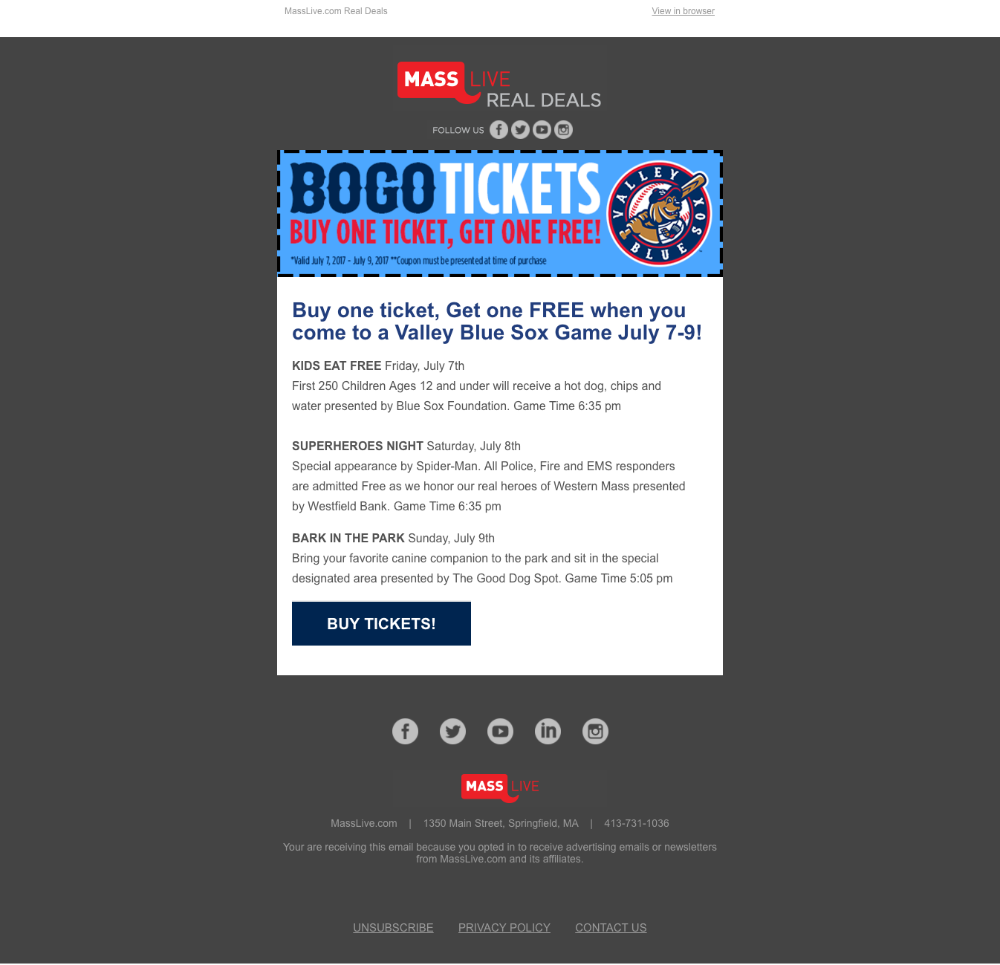 MassLive.com Real Deals View in browser
MASS LIVE
REAL DEALS
FOLLOW US
BOGO TICKETS
BUY ONE TICKET, GET ONE FREE!
*Valid July 7, 2017 - July 9, 2017 **Coupon must be presented at time of purchase
VALLEY BLUE SOX
Buy one ticket, Get one FREE when you
come to a Valley Blue Sox Game July 7-9!
KIDS EAT FREE Friday, July 7th
First 250 Children Ages 12 and under will receive a hot dog, chips and
water presented by Blue Sox Foundation. Game Time 6:35 pm
SUPERHEROES NIGHT Saturday, July 8th
Special appearance by Spider-Man. All Police, Fire and EMS responders
are admitted Free as we honor our real heroes of Western Mass presented
by Westfield Bank. Game Time 6:35 pm
BARK IN THE PARK Sunday, July 9th
Bring your favorite canine companion to the park and sit in the special
designated area presented by The Good Dog Spot. Game Time 5:05 pm
BUY TICKETS!
MASS LIVE
MassLive.com | 1350 Main Street, Springfield, MA | 413-731-1036
Your are receiving this email because you opted in to receive advertising emails or newsletters
from MassLive.com and its affiliates.
UNSUBSCRIBE PRIVACY POLICY CONTACT US